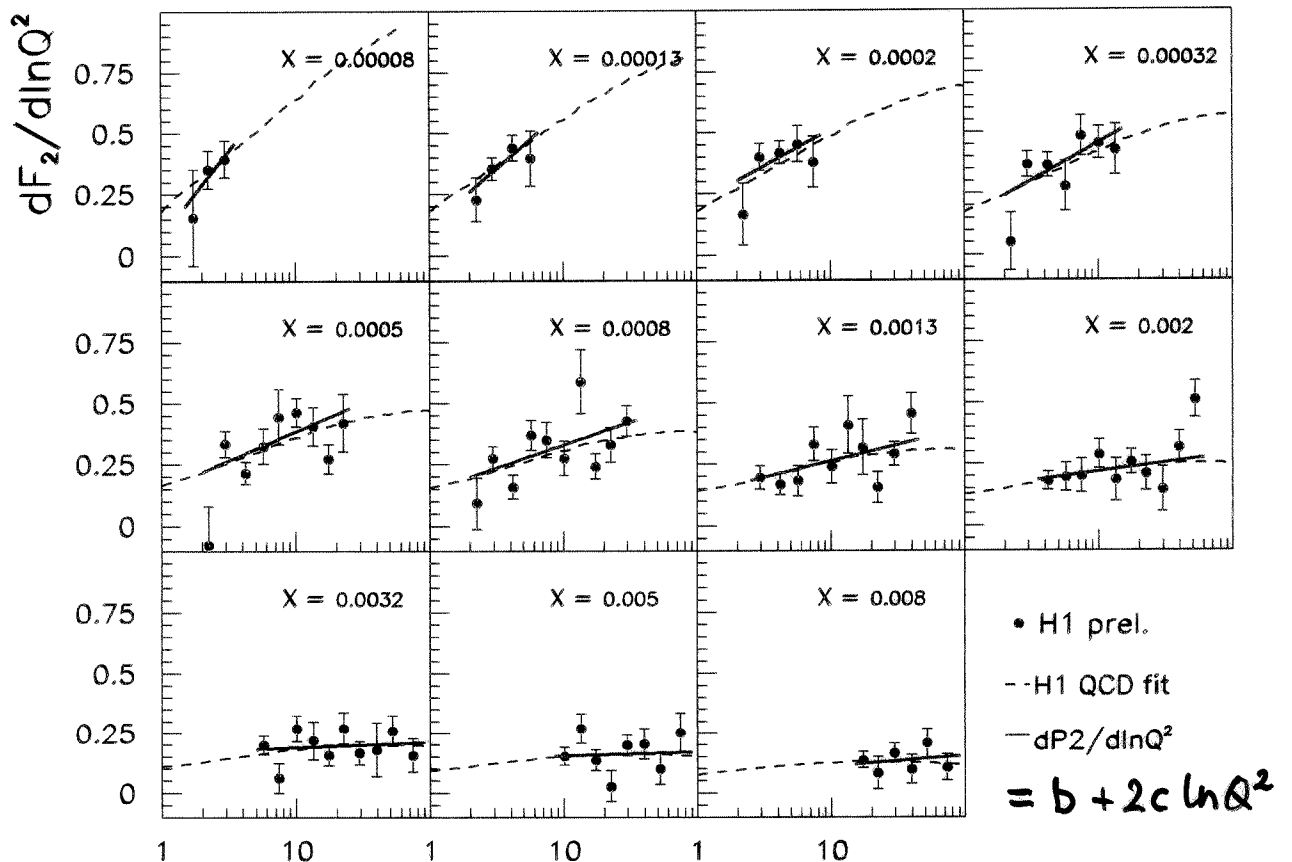 dF₂/dlnQ²
X = 0.00008
X = 0.00013
X = 0.0002
X = 0.00032
0.75
0.5
0.25
0
X = 0.0005
X = 0.0008
X = 0.0013
X = 0.002
0.75
0.5
0.25
0
X = 0.0032
X = 0.005
X = 0.008
0.75
0.5
0.25
0
1 10 1 10 1 10
H1 prel.
H1 QCD fit
dP2/dlnQ²
= b + 2c lnQ²